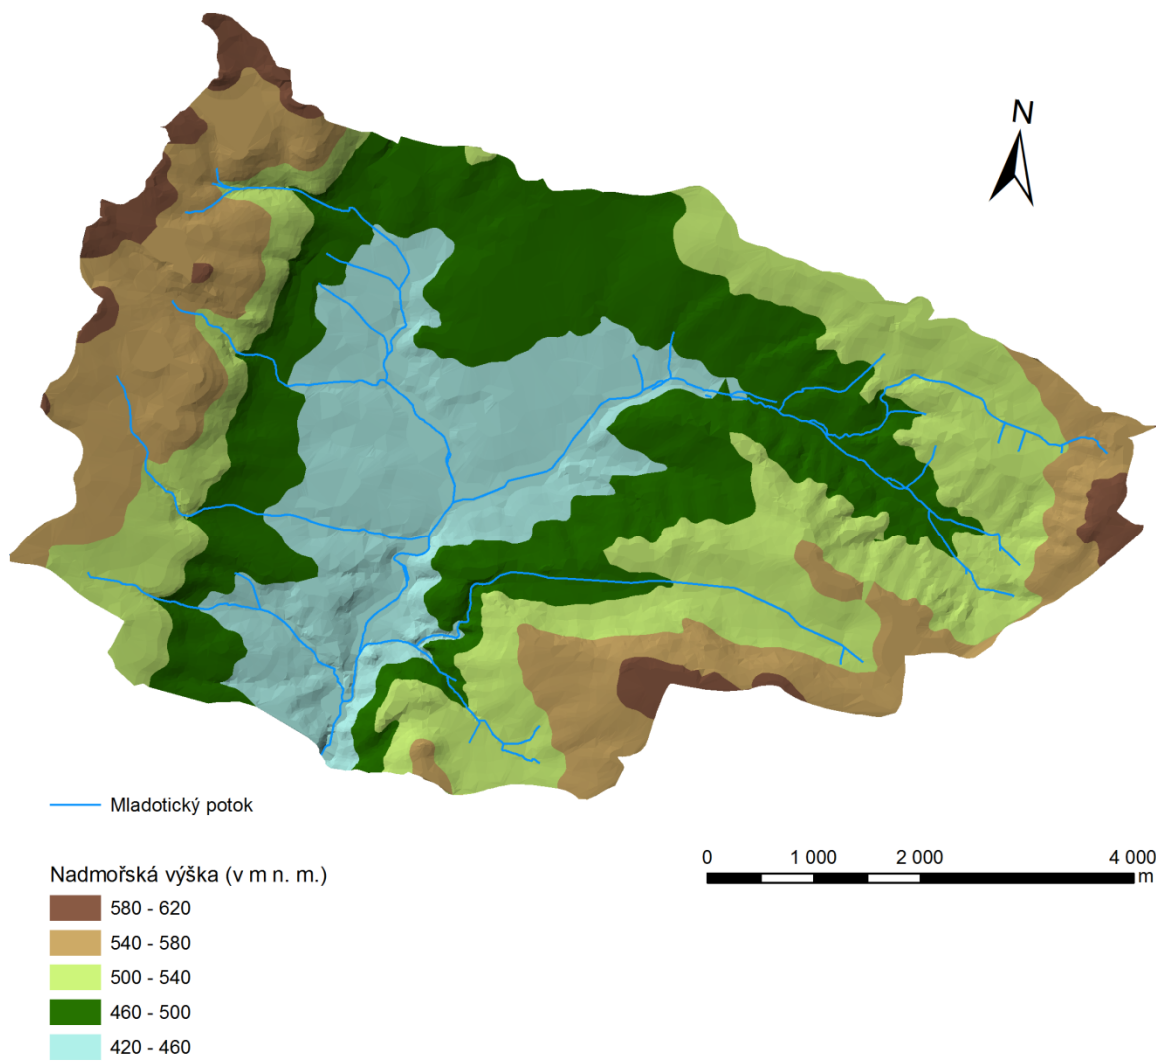 N
Mladotický potok
0 1 000 2 000 4 000
m
Nadmořská výška (v m n. m.)
580 - 620
540 - 580
500 - 540
460 - 500
420 - 460